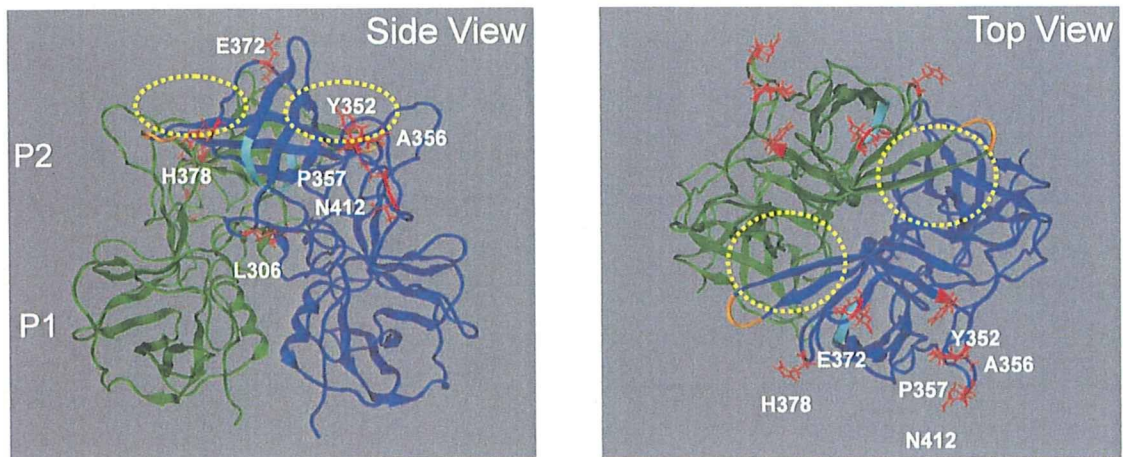 Side View
E372
Y352
A356
P2
H378
P357
N412
L306
P1
Top View
Y352
E372
A356
P357
H378
N412